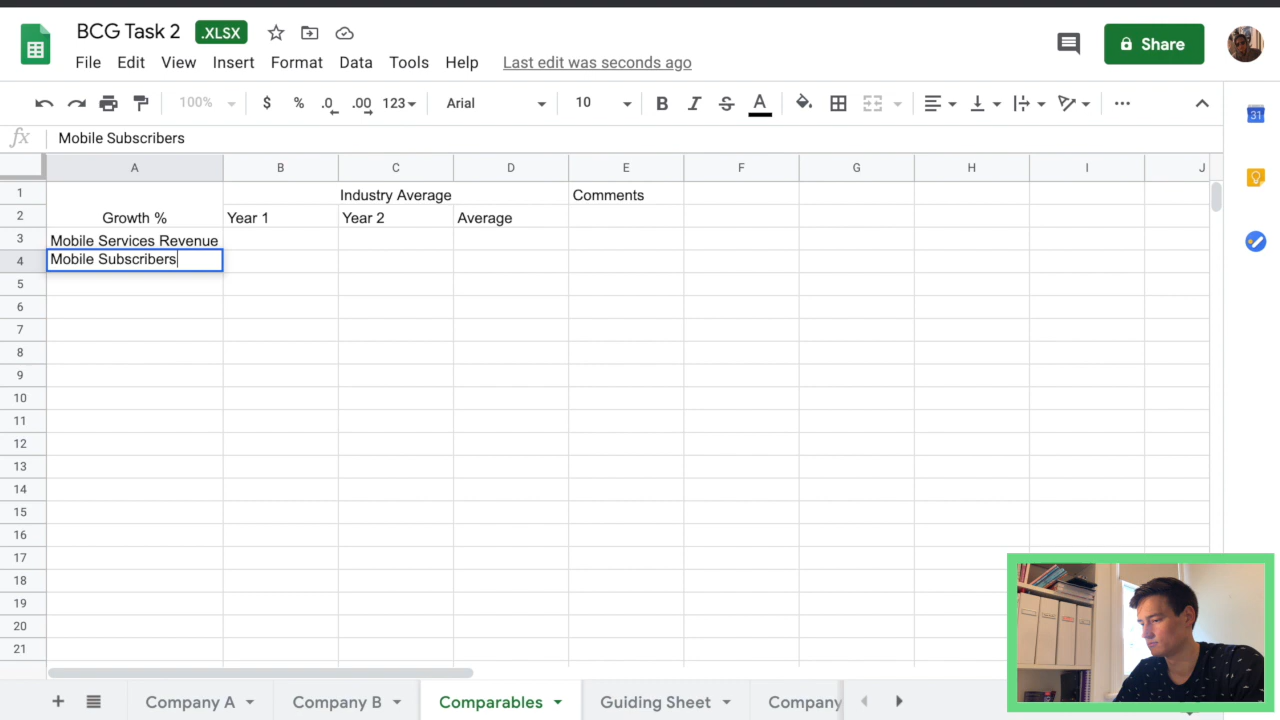 BCG Task 2 .XLSX
File Edit View Insert Format Data Tools Help Last edit was seconds ago
Share
100% $ % .0 .00 123 Arial 10 B I S A
31
fx Mobile Subscribers
A B C D E F G H I J
1 Industry Average Comments
2 Growth % Year 1 Year 2 Average
3 Mobile Services Revenue
4 Mobile Subscribers
5
6
7
8
9
10
11
12
13
14
15
16
17
18
19
20
21
Company A Company B Comparables Guiding Sheet Company